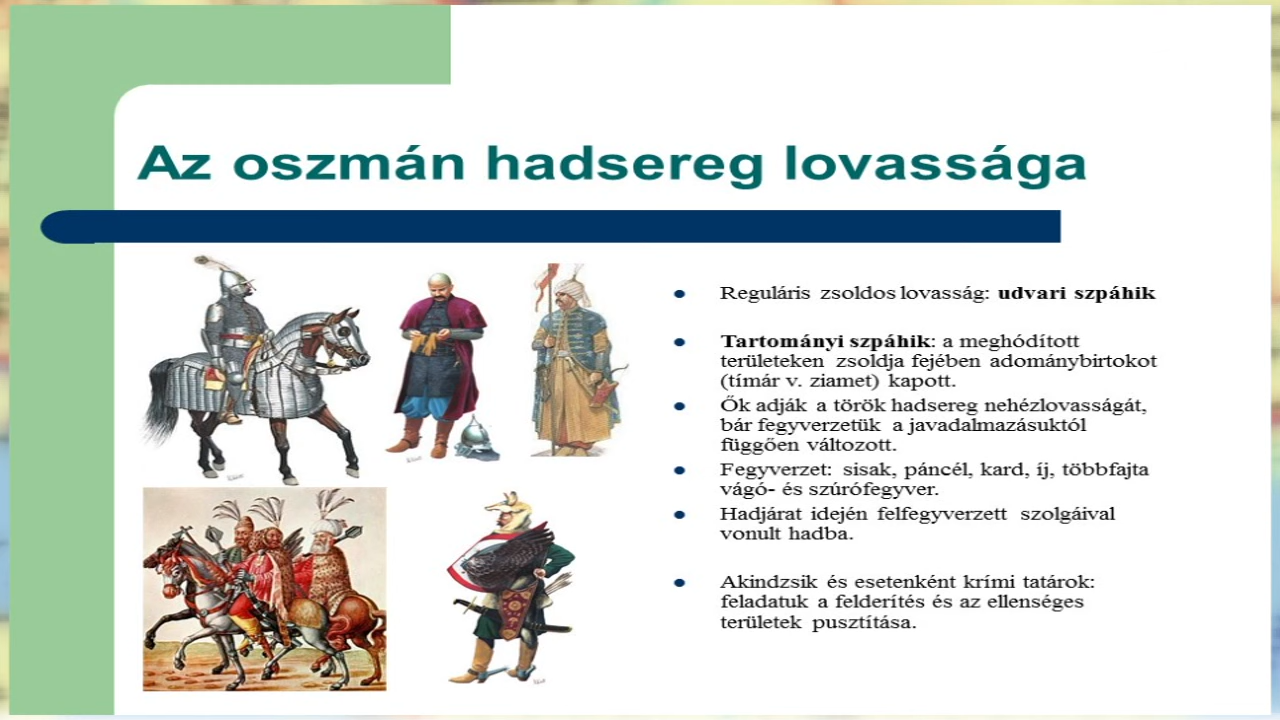 Az oszmán hadsereg lovassága
Reguláris zsoldos lovasság: udvari szpáhik
Tartományi szpáhik: a meghódított
területeken zsoldja fejében adománybirtokot
(tímár v. ziamet) kapott.
Ők adják a török hadsereg nehézlovasságát,
bár fegyverzetük a javadalmazásuktól
függően változott.
Fegyverzet: sisak, páncél, kard, íj, többfajta
vágó- és szúrófegyver.
Hadjárat idején felfegyverzett szolgáival
vonult hadba.
Akindzsik és esetenként krími tatárok:
feladatuk a felderítés és az ellenséges
területek pusztítása.